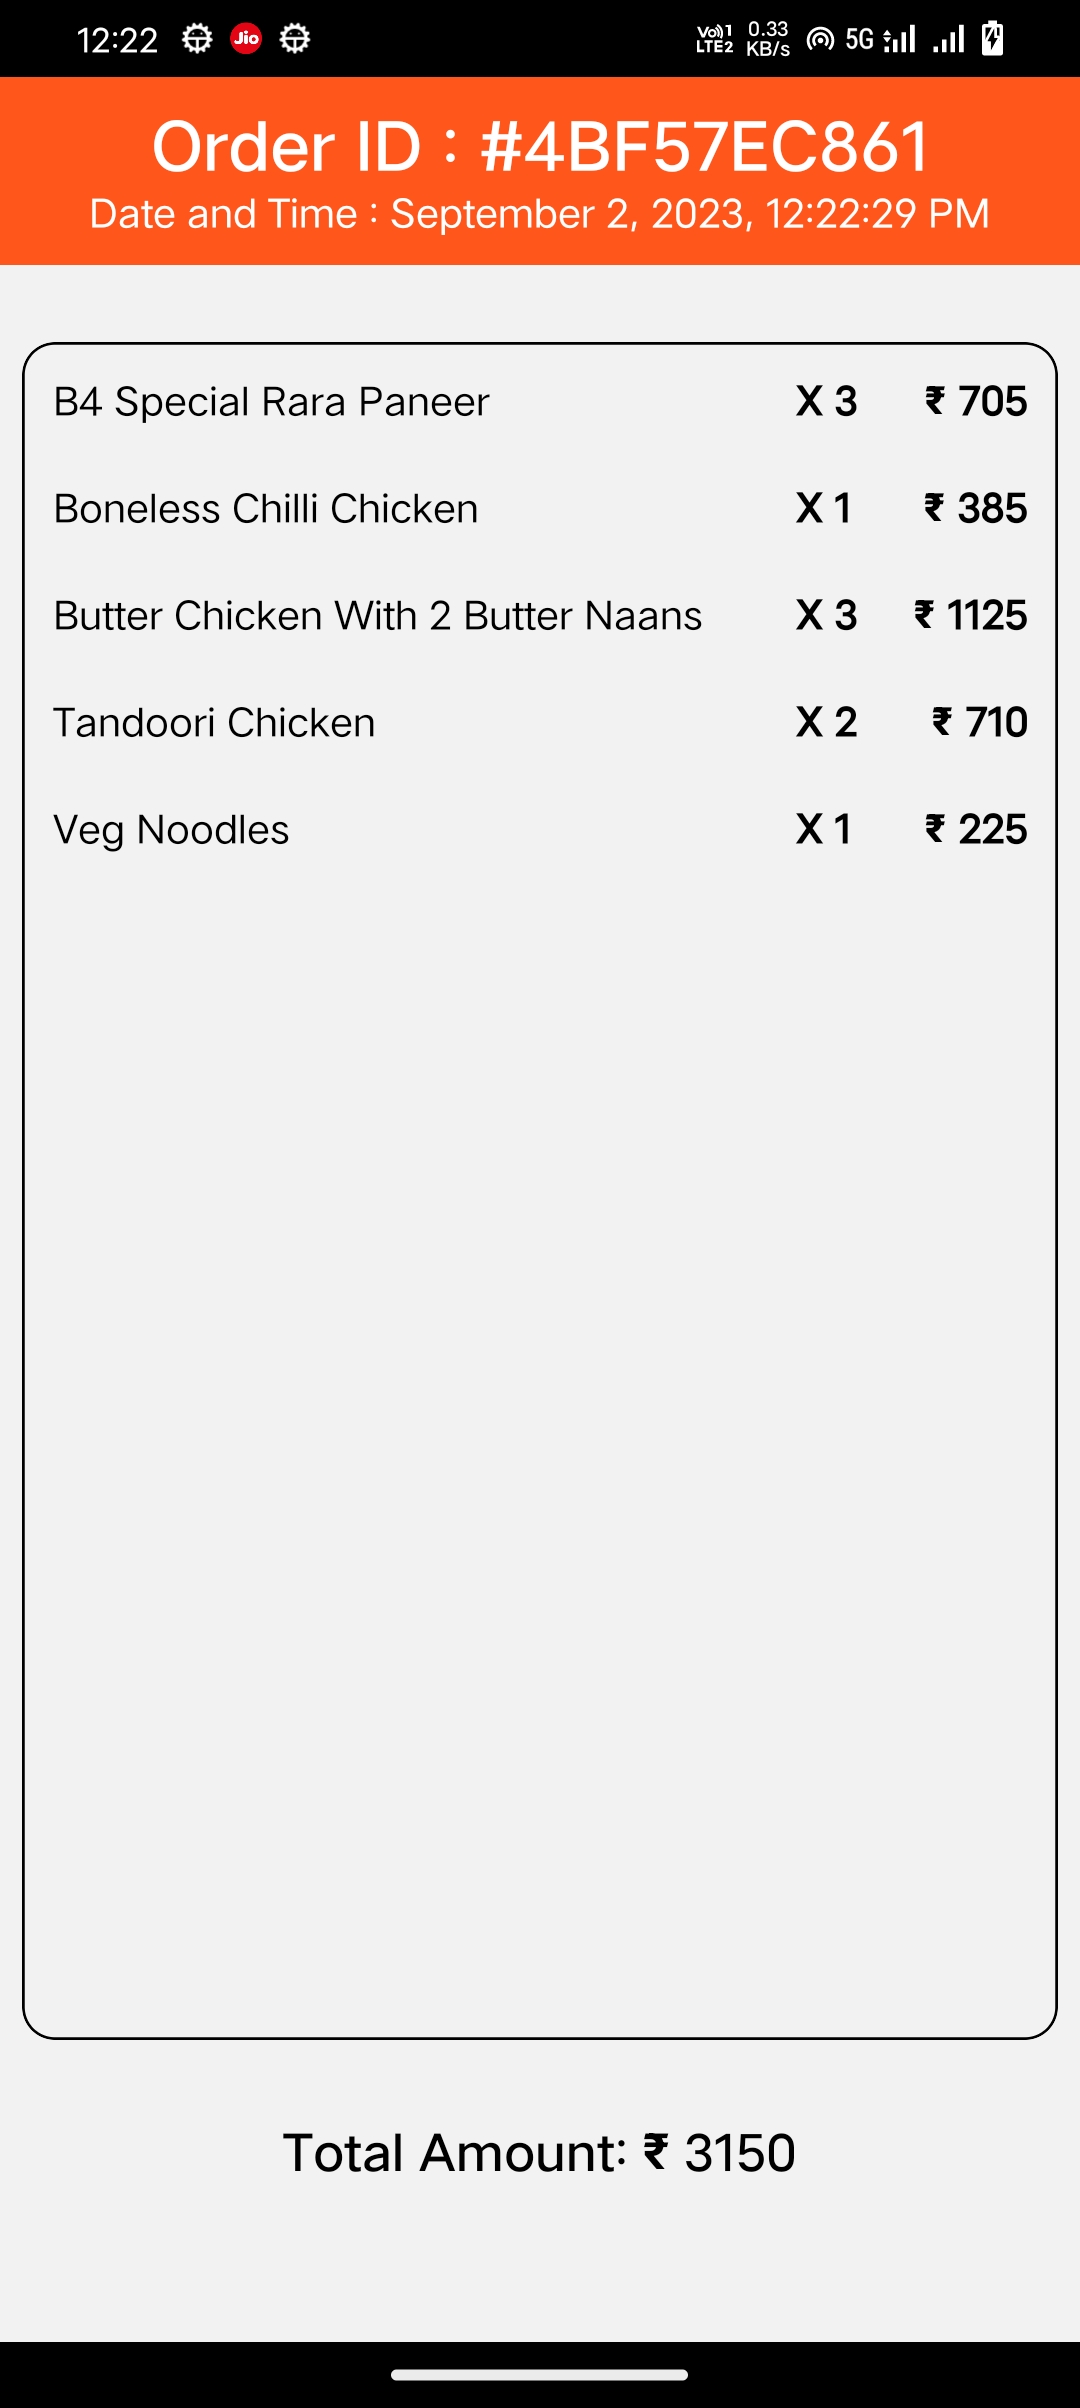 12:22 Jio Vo)) 1 LTE2 0.33 KB/s 5G
Order ID : #4BF57EC861
Date and Time : September 2, 2023, 12:22:29 PM
B4 Special Rara Paneer X 3 ₹ 705
Boneless Chilli Chicken X 1 ₹ 385
Butter Chicken With 2 Butter Naans X 3 ₹ 1125
Tandoori Chicken X 2 ₹ 710
Veg Noodles X 1 ₹ 225
Total Amount: ₹ 3150